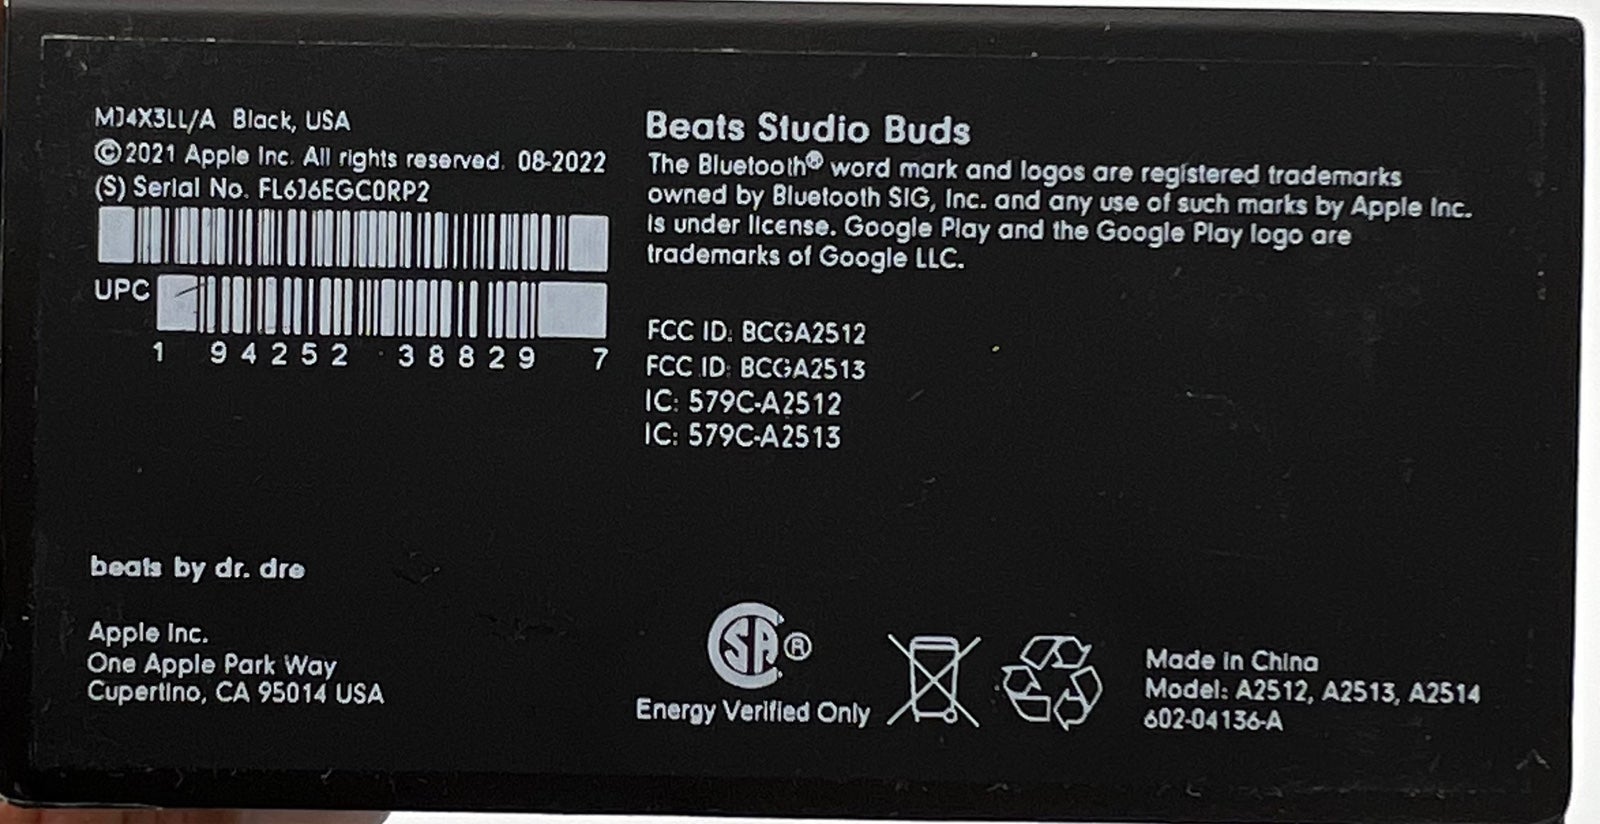 MJ4X3LL/A Black, USA
©2021 Apple Inc. All rights reserved. 08-2022
(S) Serial No. FL6J6EGC0RP2
UPC
1 94252 38829 7
Beats Studio Buds
The Bluetooth® word mark and logos are registered trademarks
owned by Bluetooth SIG, Inc. and any use of such marks by Apple Inc.
is under license. Google Play and the Google Play logo are
trademarks of Google LLC.
FCC ID: BCGA2512
FCC ID: BCGA2513
IC: 579C-A2512
IC: 579C-A2513
beats by dr. dre
Apple Inc.
One Apple Park Way
Cupertino, CA 95014 USA
SA®
Energy Verified Only
Made in China
Model: A2512, A2513, A2514
602-04136-A